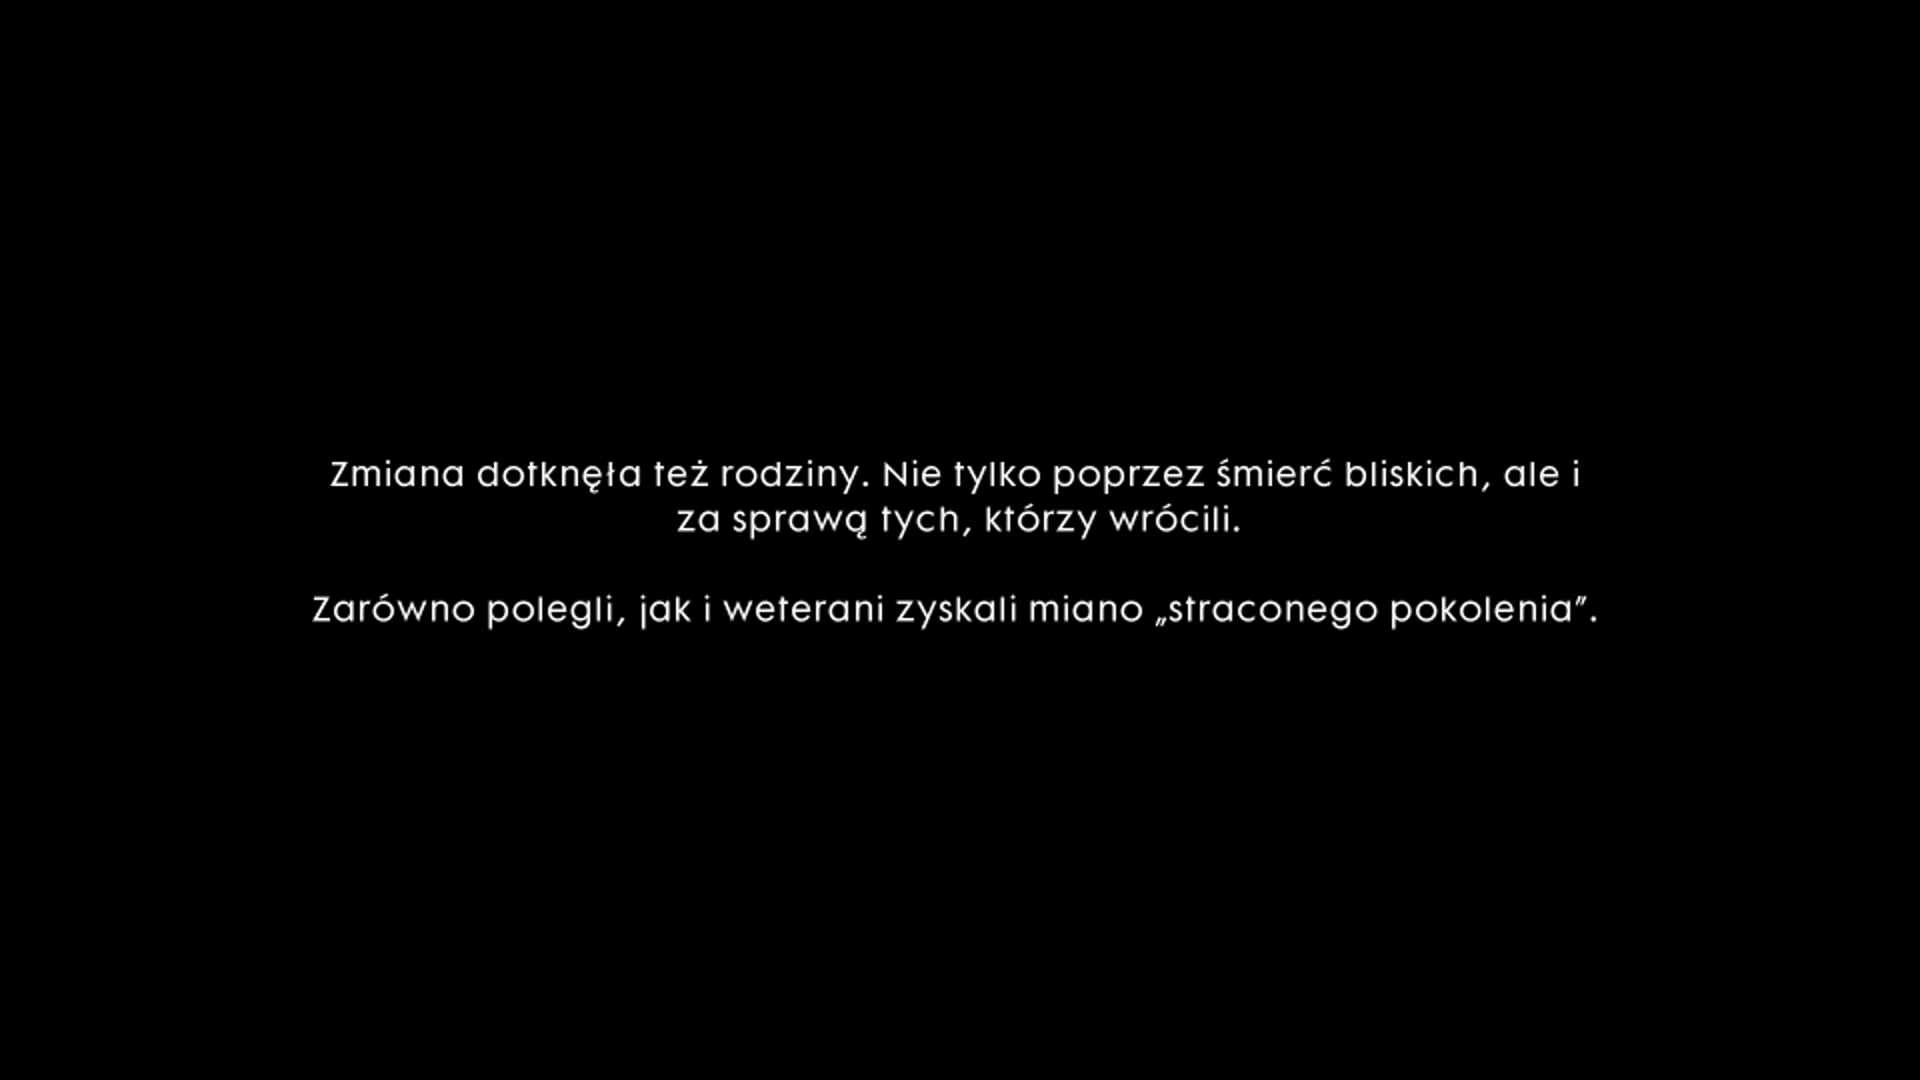 Zmiana dotknęła też rodziny. Nie tylko poprzez śmierć bliskich, ale i
za sprawą tych, którzy wrócili.
Zarówno polegli, jak i weterani zyskali miano „straconego pokolenia”.